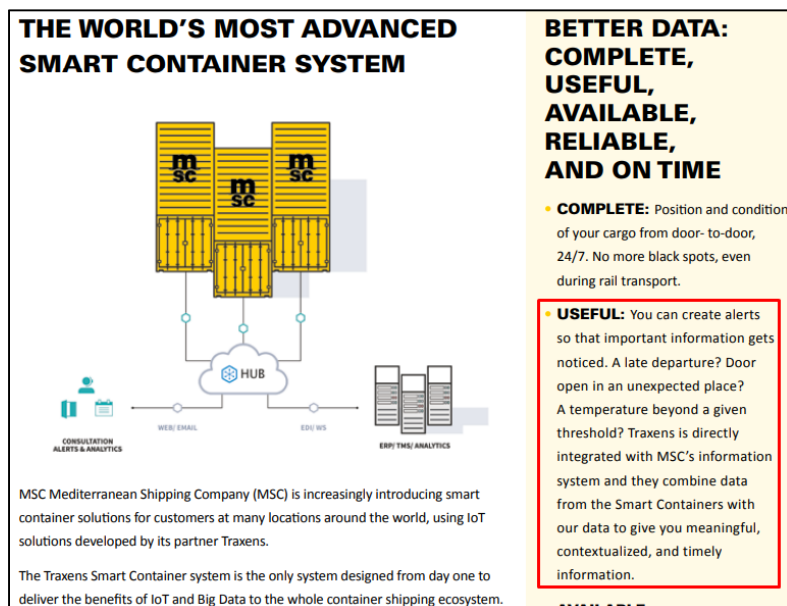 THE WORLD'S MOST ADVANCED
SMART CONTAINER SYSTEM
m
sc
m
sc
m
sc
HUB
WEB/ EMAIL
EDI/ WS
CONSULTATION
ALERTS & ANALYTICS
ERP/ TMS/ ANALYTICS
MSC Mediterranean Shipping Company (MSC) is increasingly introducing smart
container solutions for customers at many locations around the world, using IoT
solutions developed by its partner Traxens.
The Traxens Smart Container system is the only system designed from day one to
deliver the benefits of IoT and Big Data to the whole container shipping ecosystem.
BETTER DATA:
COMPLETE,
USEFUL,
AVAILABLE,
RELIABLE,
AND ON TIME
• COMPLETE: Position and condition
of your cargo from door- to-door,
24/7. No more black spots, even
during rail transport.
• USEFUL: You can create alerts
so that important information gets
noticed. A late departure? Door
open in an unexpected place?
A temperature beyond a given
threshold? Traxens is directly
integrated with MSC's information
system and they combine data
from the Smart Containers with
our data to give you meaningful,
contextualized, and timely
information.